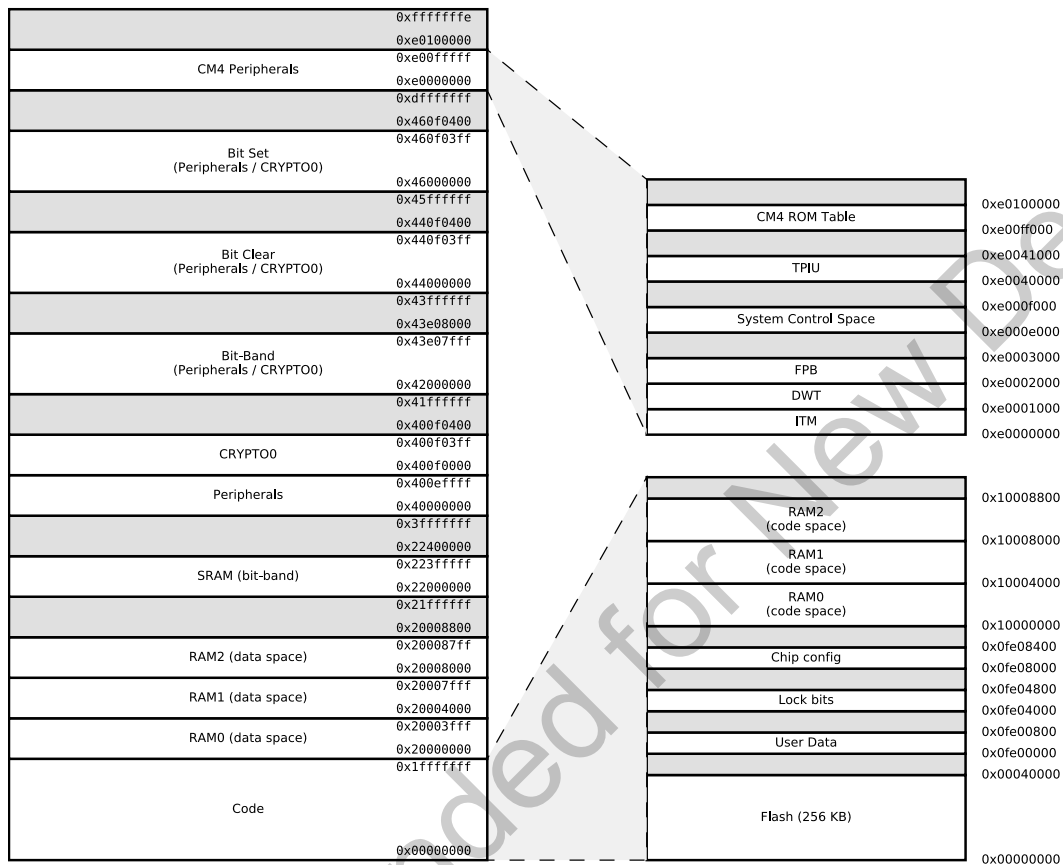 0xfffffffe
0xe0100000
0xe00fffff
CM4 Peripherals
0xe0000000
0xdfffffff
0x460f0400
0x460f03ff
Bit Set
(Peripherals / CRYPTO0)
0x46000000
0x45ffffff
0x440f0400
0x440f03ff
Bit Clear
(Peripherals / CRYPTO0)
0x44000000
0x43ffffff
0x43e08000
0x43e07fff
Bit-Band
(Peripherals / CRYPTO0)
0x42000000
0x41ffffff
0x400f0400
0x400f03ff
CRYPTO0
0x400f0000
0x400effff
Peripherals
0x40000000
0x3fffffff
0x22400000
0x223fffff
SRAM (bit-band)
0x22000000
0x21ffffff
0x20008800
0x200087ff
RAM2 (data space)
0x20008000
0x20007fff
RAM1 (data space)
0x20004000
0x20003fff
RAM0 (data space)
0x20000000
0x1fffffff
Code
0x00000000
0xe0100000
CM4 ROM Table
0xe00ff000
0xe0041000
TPIU
0xe0040000
0xe000f000
System Control Space
0xe000e000
0xe0003000
FPB
0xe0002000
DWT
0xe0001000
ITM
0xe0000000
0x10008800
RAM2
(code space)
0x10008000
RAM1
(code space)
0x10004000
RAM0
(code space)
0x10000000
0x0fe08400
Chip config
0x0fe08000
0x0fe04800
Lock bits
0x0fe04000
0x0fe00800
User Data
0x0fe00000
0x00040000
Flash (256 KB)
0x00000000
nded for New De